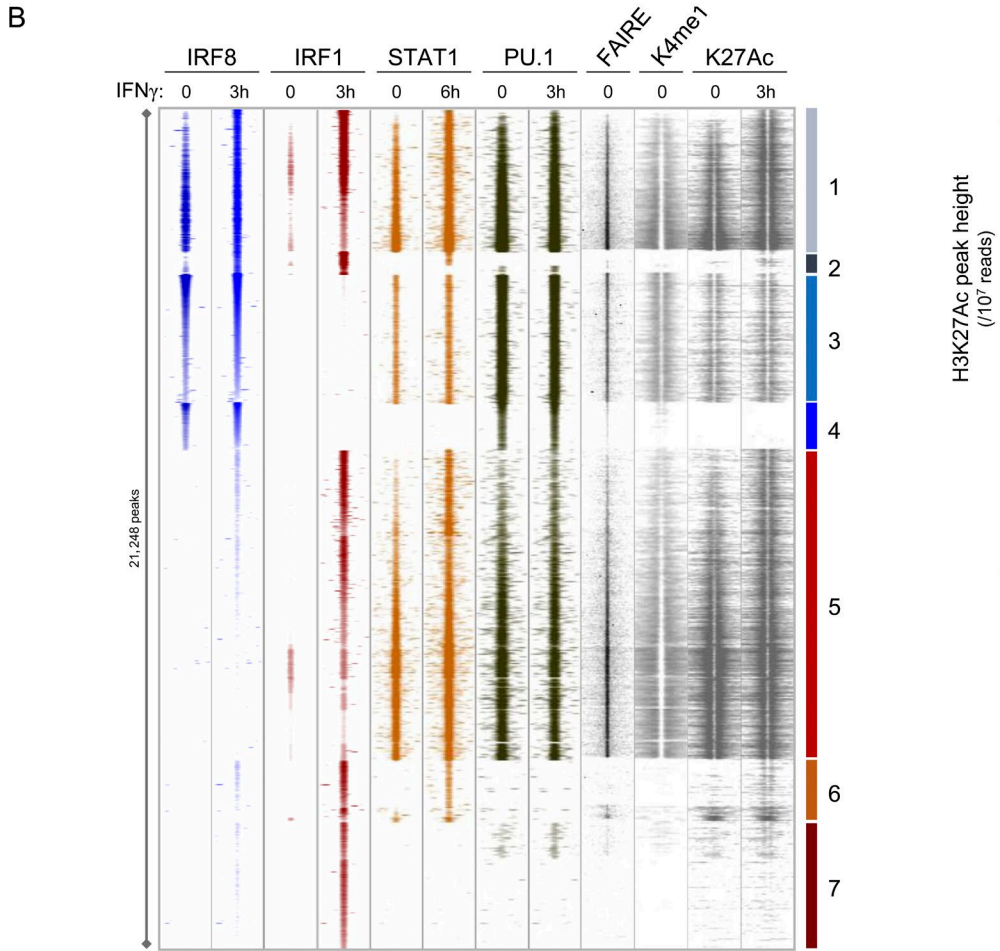 B
IRF8 IRF1 STAT1 PU.1 FAIRE K4me1 K27Ac
IFNγ: 0 3h 0 3h 0 6h 0 3h 0 0 0 3h
21,248 peaks
1
2
3
4
5
6
7
H3K27Ac peak height
(/10⁷ reads)